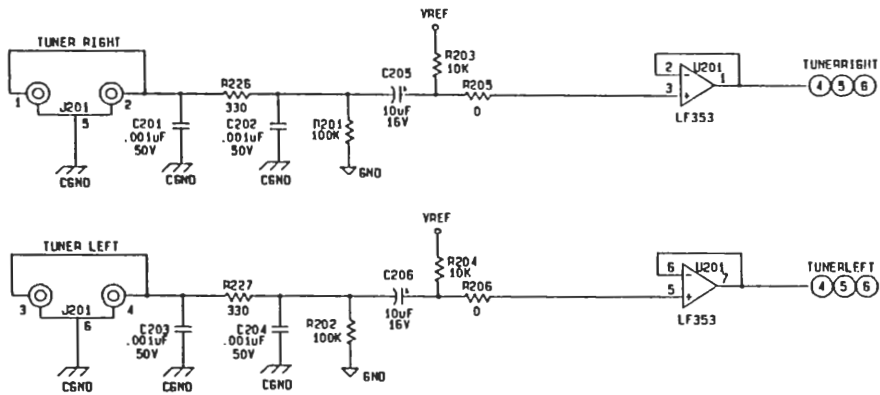 VREF
TUNER RIGHT
R203
10K
C205
10uF
16V
R205
0
R226
330
2
U201
1
3
LF353
TUNERRIGHT
4 5 6
1
J201
2
5
CGND
C201
.001uF
50V
CGND
C202
.001uF
50V
CGND
R201
100K
GND
VREF
TUNER LEFT
R204
10K
C206
10uF
16V
R206
0
R227
330
6
U201
7
5
LF353
TUNERLEFT
4 5 6
3
J201
4
6
CGND
C203
.001uF
50V
CGND
C204
.001uF
50V
CGND
R202
100K
GND